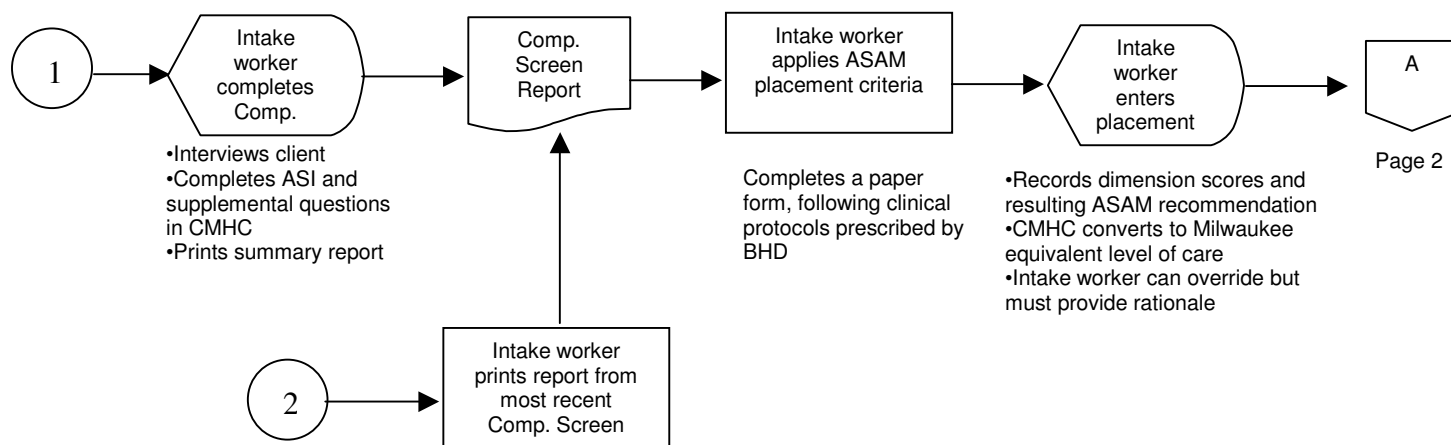 1
Intake
worker
completes
Comp.
•Interviews client
•Completes ASI and
supplemental questions
in CMHC
•Prints summary report
Comp.
Screen
Report
Intake worker
applies ASAM
placement criteria
Completes a paper
form, following clinical
protocols prescribed by
BHD
Intake
worker
enters
placement
•Records dimension scores and
resulting ASAM recommendation
•CMHC converts to Milwaukee
equivalent level of care
•Intake worker can override but
must provide rationale
A
Page 2
2
Intake worker
prints report from
most recent
Comp. Screen